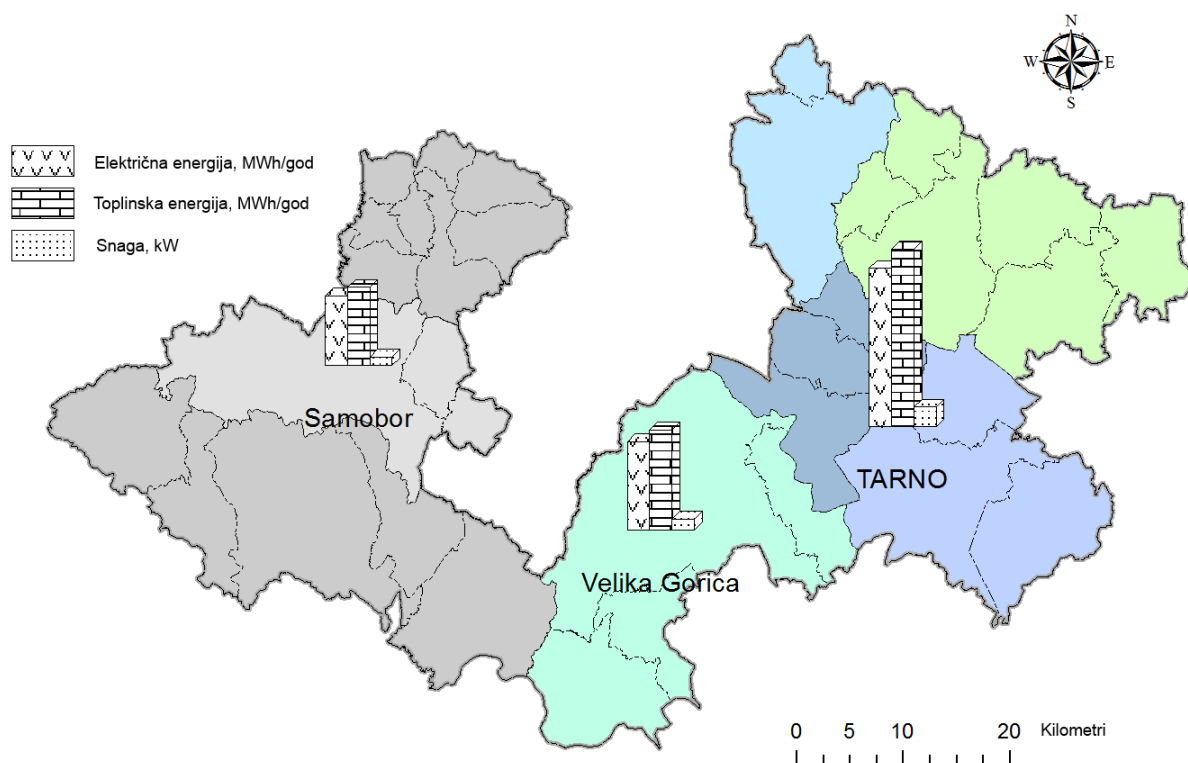 N
W E
S
Električna energija, MWh/god
Toplinska energija, MWh/god
Snaga, kW
Samobor
TARNO
Velika Gorica
0 5 10 20 Kilometri